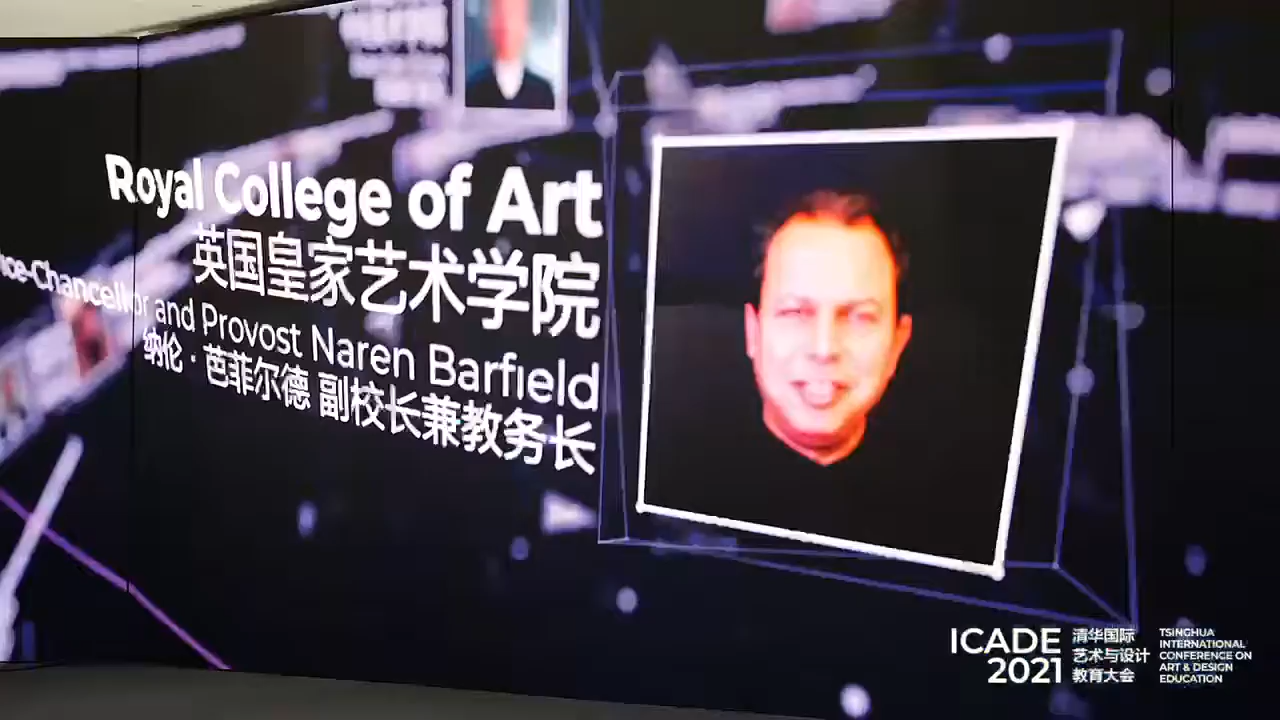 Royal College of Art
英国皇家艺术学院
ice-Chancellor and Provost Naren Barfield
纳伦·芭菲尔德 副校长兼教务长
ICADE
2021
清华国际
艺术与设计
教育大会
TSINGHUA
INTERNATIONAL
CONFERENCE ON
ART & DESIGN
EDUCATION